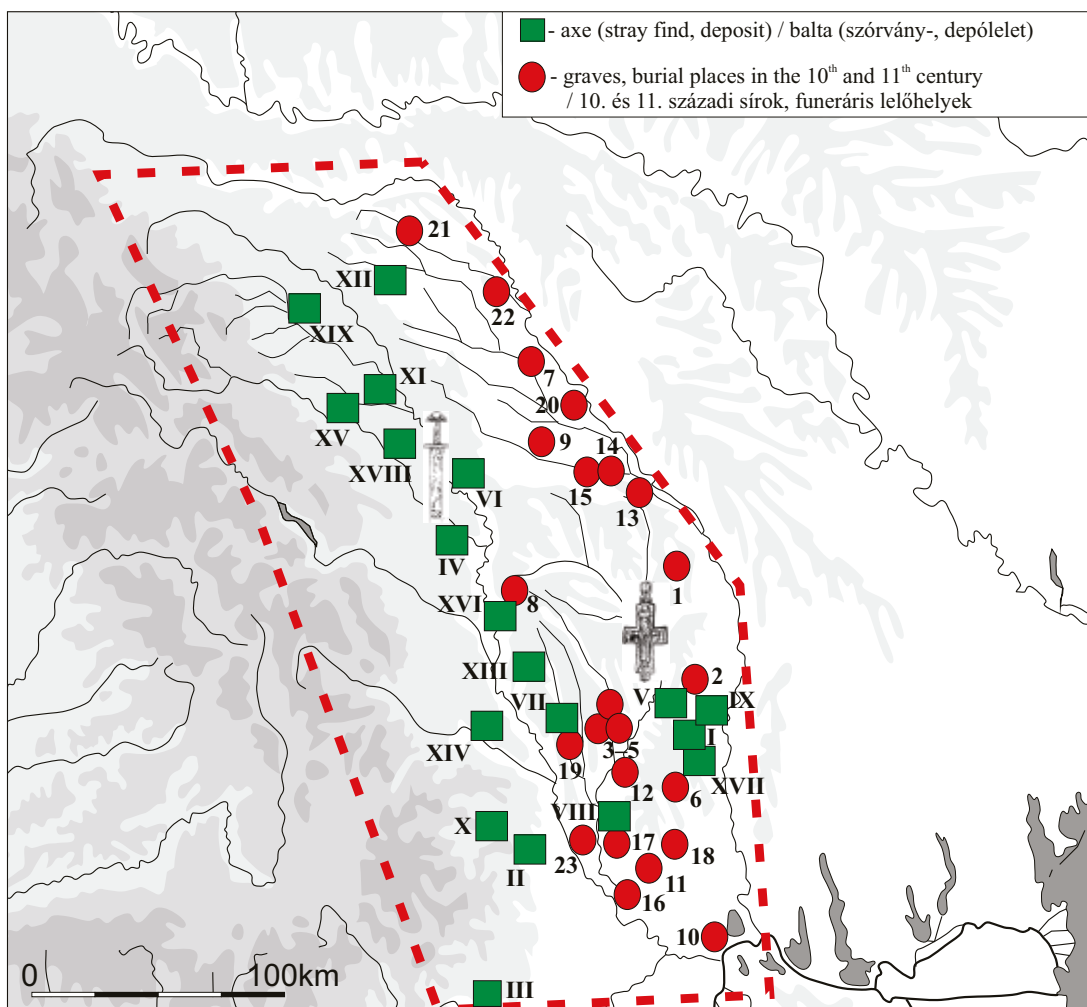 - axe (stray find, deposit) / balta (szórvány-, depólelet)
- graves, burial places in the 10th and 11th century
/ 10. és 11. századi sírok, funeráris lelőhelyek
21
XII
22
XIX
7
XI
20
XV
9
14
XVIII
VI
15
13
IV
1
8
XVI
XIII
2
V
IX
VII
I
XIV
3–5
19
XVII
12
6
VIII
X
17
18
23
II
11
16
10
0 100km
III